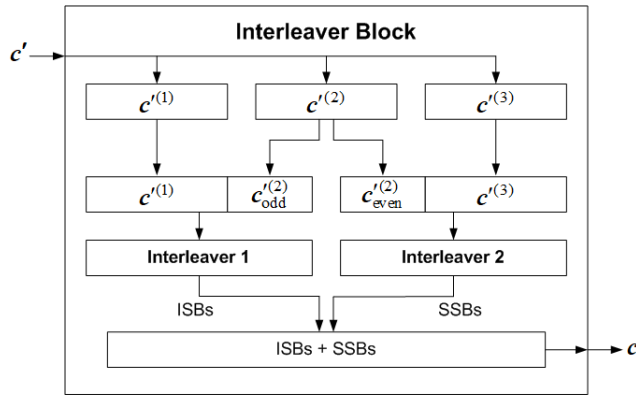 Interleaver Block
c′
c′(1) c′(2) c′(3)
c′(1) c′(2)odd c′(2)even c′(3)
Interleaver 1 Interleaver 2
ISBs SSBs
ISBs + SSBs
c